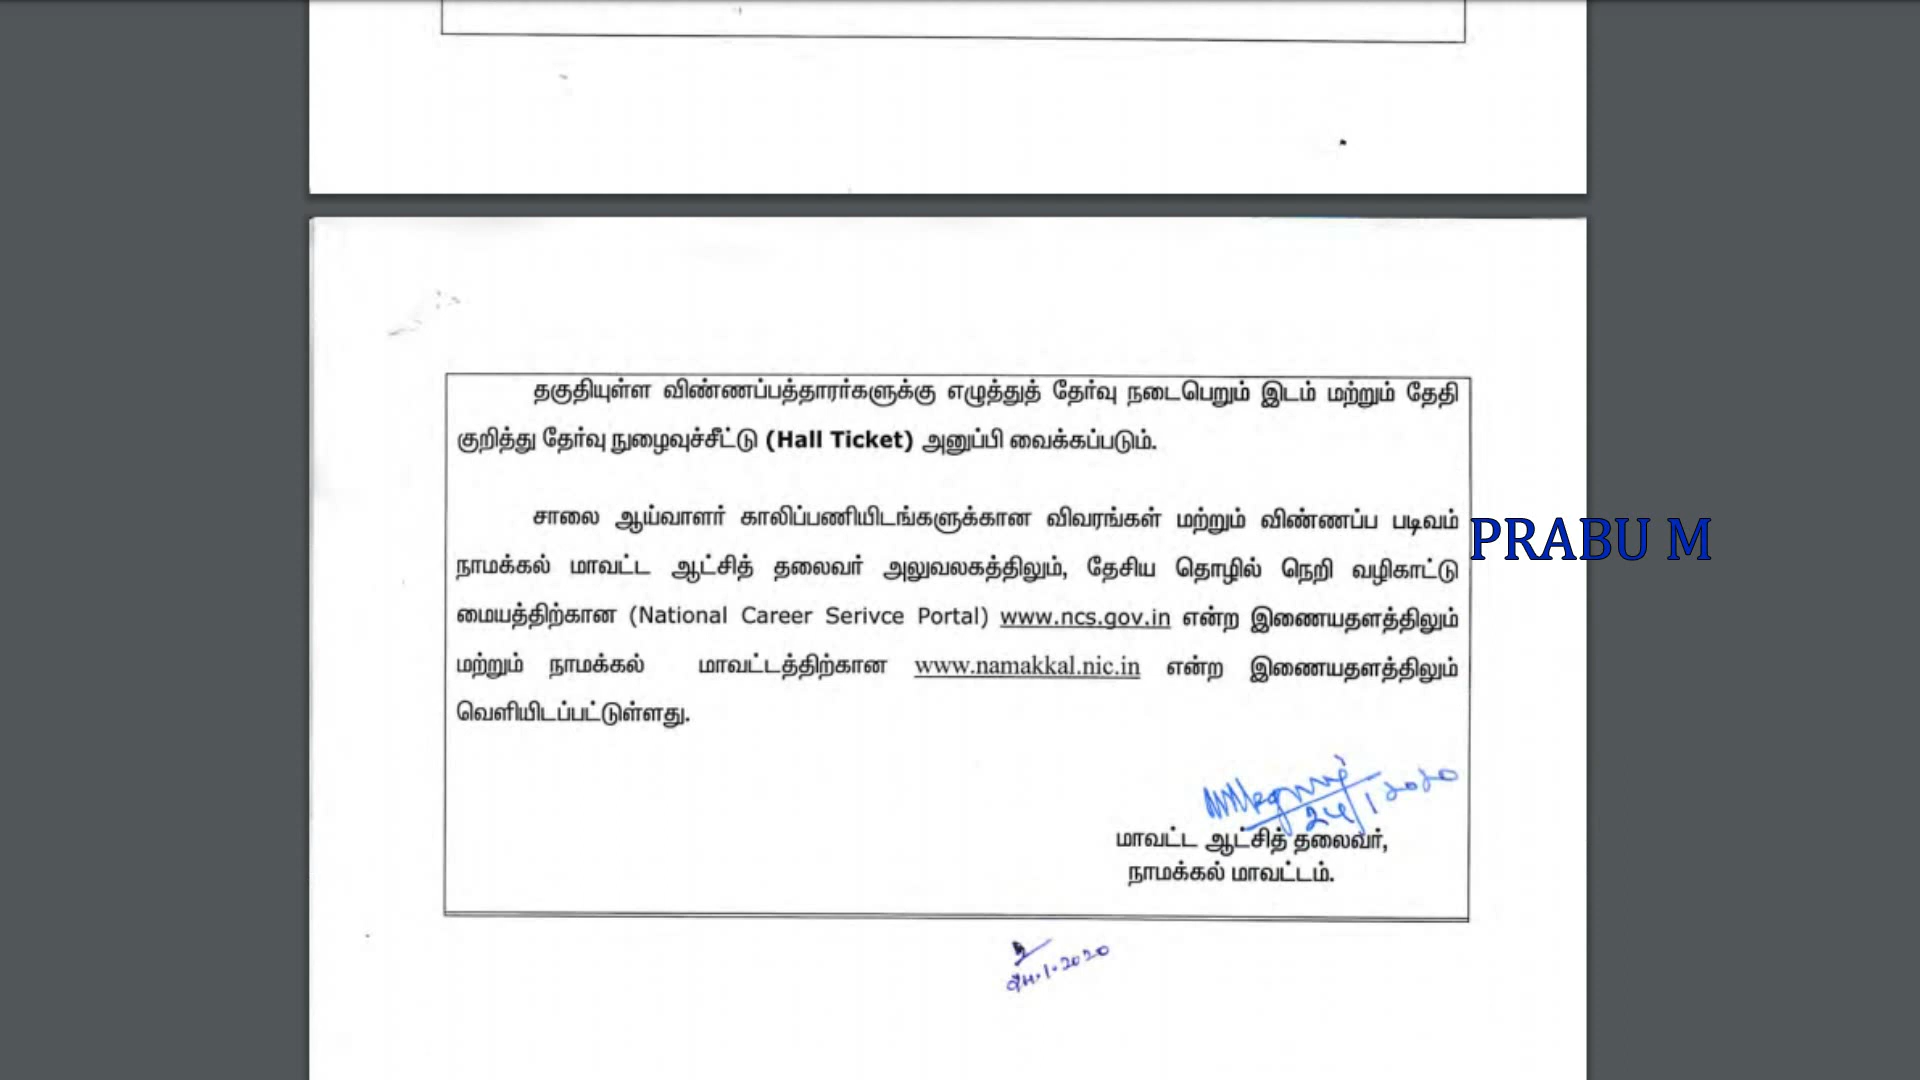 தகுதியுள்ள விண்ணப்பத்தாரர்களுக்கு எழுத்துத் தேர்வு நடைபெறும் இடம் மற்றும் தேதி
குறித்து தேர்வு நுழைவுச்சீட்டு (Hall Ticket) அனுப்பி வைக்கப்படும்.
சாலை ஆய்வாளர் காலிப்பணியிடங்களுக்கான விவரங்கள் மற்றும் விண்ணப்ப படிவம்
PRABU M
நாமக்கல் மாவட்ட ஆட்சித் தலைவர் அலுவலகத்திலும், தேசிய தொழில் நெறி வழிகாட்டு
மையத்திற்கான (National Career Serivce Portal) www.ncs.gov.in என்ற இணையதளத்திலும்
மற்றும் நாமக்கல் மாவட்டத்திற்கான www.namakkal.nic.in என்ற இணையதளத்திலும்
வெளியிடப்பட்டுள்ளது.
24/1/2020
மாவட்ட ஆட்சித் தலைவர்,
நாமக்கல் மாவட்டம்.
24.1.2020